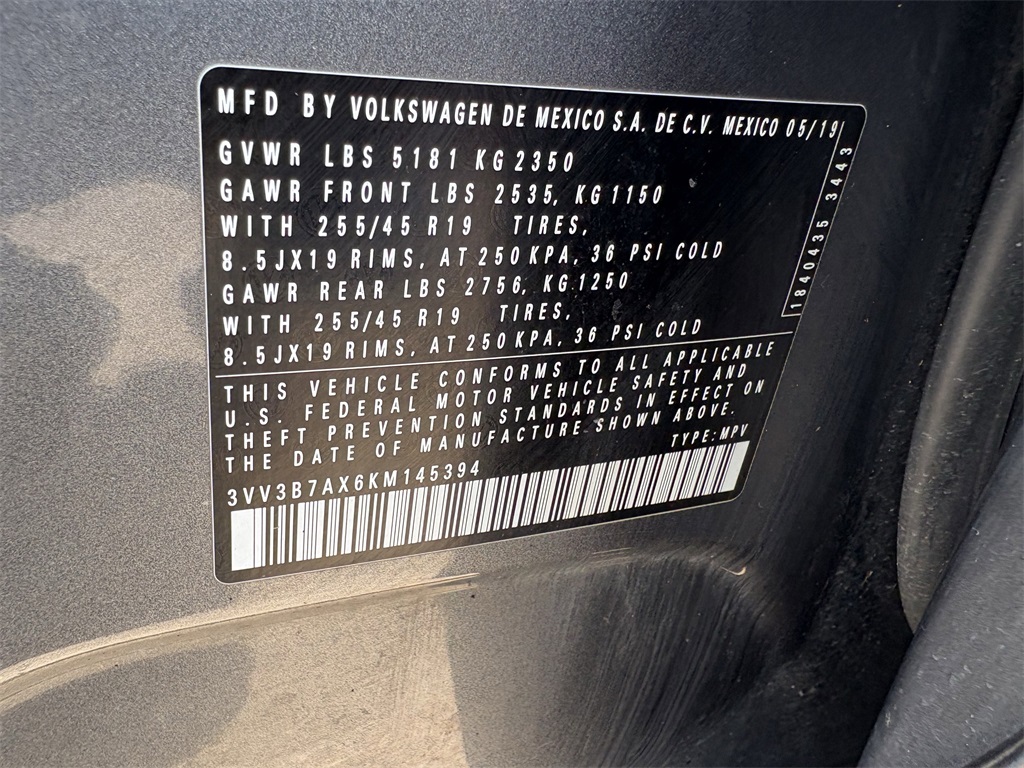 MFD BY VOLKSWAGEN DE MEXICO S.A. DE C.V. MEXICO 05/19
GVWR LBS 5181 KG 2350
GAWR FRONT LBS 2535, KG 1150
WITH 255/45 R19 TIRES,
8.5JX19 RIMS, AT 250 KPA, 36 PSI COLD
GAWR REAR LBS 2756, KG 1250
WITH 255/45 R19 TIRES,
8.5JX19 RIMS, AT 250 KPA, 36 PSI COLD
1840435 3443
THIS VEHICLE CONFORMS TO ALL APPLICABLE
U.S. FEDERAL MOTOR VEHICLE SAFETY AND
THEFT PREVENTION STANDARDS IN EFFECT ON
THE DATE OF MANUFACTURE SHOWN ABOVE.
TYPE: MPV
3VV3B7AX6KM145394